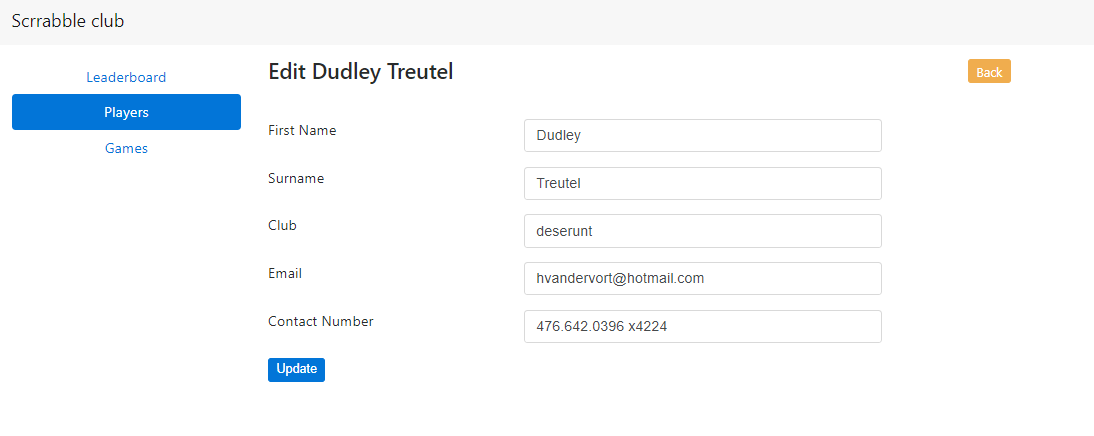 Scrrabble club
Leaderboard
Players
Games
Edit Dudley Treutel
Back
First Name
Dudley
Surname
Treutel
Club
deserunt
Email
hvandervort@hotmail.com
Contact Number
476.642.0396 x4224
Update